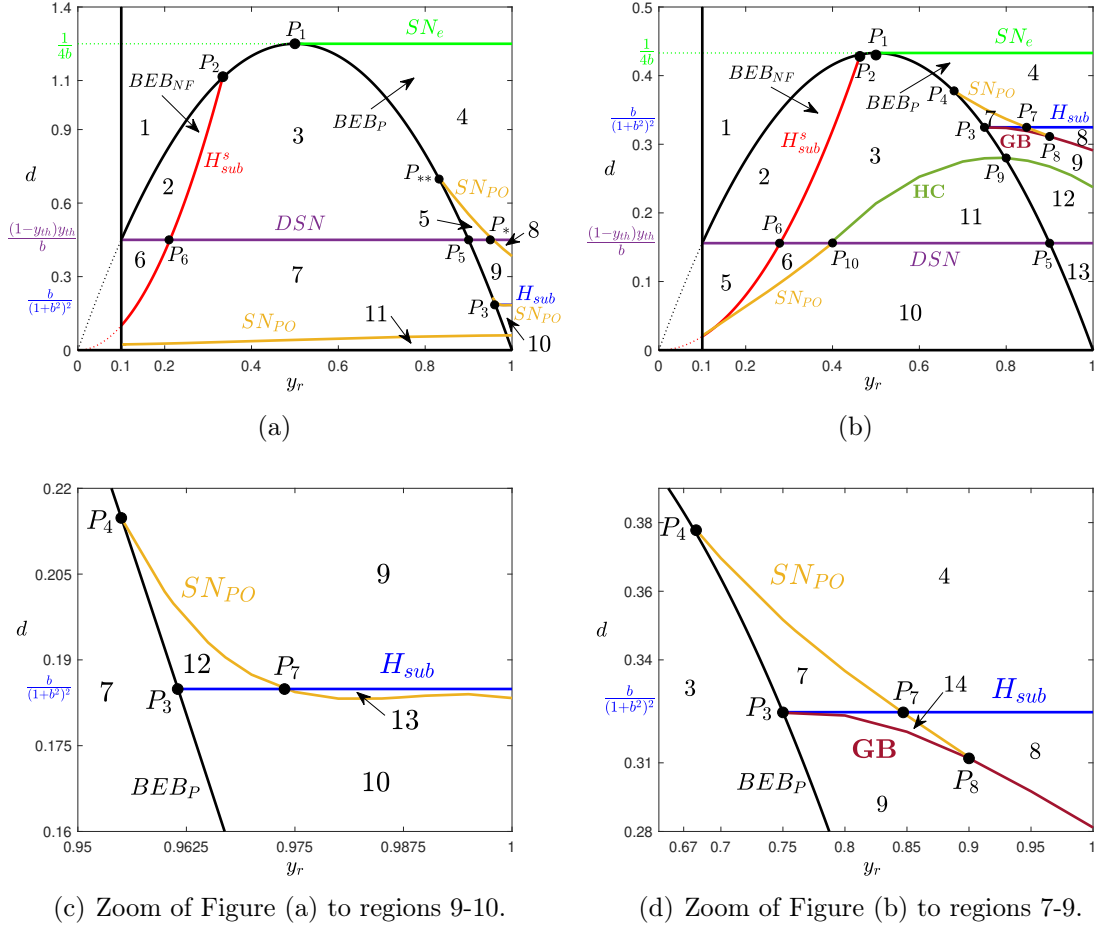 1.4
1/4b
1.1
0.9
d
0.6
(1−y_th)y_th/b
0.3
b/(1+b²)²
0
0
0.1
0.2
0.4
0.6
0.8
1
y_r
P_1
SN_e
P_2
BEB_NF
BEB_P
1
4
3
H^s_sub
2
P_**
SN_PO
DSN
5
P_*
8
6
P_6
P_5
7
9
P_3
H_sub
SN_PO
SN_PO
11
10
(a)
0.5
1/4b
0.4
b/(1+b²)²
0.3
d
0.2
(1−y_th)y_th/b
0.1
0
0
0.1
0.2
0.4
0.6
0.8
1
y_r
P_1
SN_e
P_2
BEB_NF
4
BEB_P
P_4
SN_PO
7
P_7
H_sub
1
P_3
GB
8
P_8
H^s_sub
3
9
2
P_9
HC
12
P_6
11
6
P_10
DSN
P_5
5
SN_PO
13
10
(b)
0.22
0.205
d
0.19
b/(1+b²)²
0.175
0.16
0.95
0.9625
0.975
0.9875
1
y_r
P_4
SN_PO
9
12
P_7
H_sub
7
P_3
13
BEB_P
10
(c) Zoom of Figure (a) to regions 9-10.
0.38
0.36
d
0.34
b/(1+b²)²
0.31
0.28
0.67
0.7
0.75
0.8
0.85
0.9
0.95
1
y_r
P_4
SN_PO
4
7
3
14
P_7
H_sub
P_3
GB
8
P_8
BEB_P
9
(d) Zoom of Figure (b) to regions 7-9.